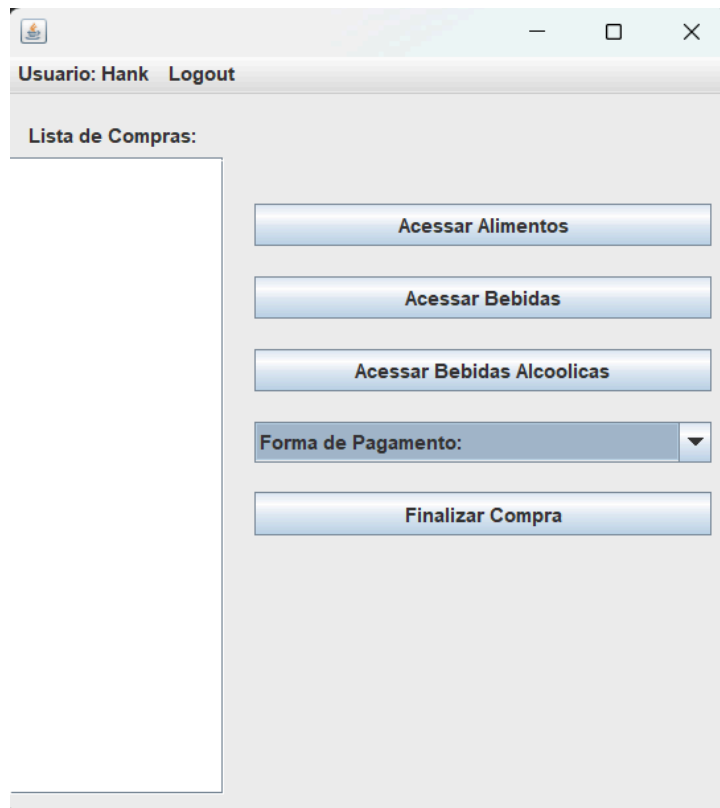 Usuario: Hank Logout
Lista de Compras:
Acessar Alimentos
Acessar Bebidas
Acessar Bebidas Alcoolicas
Forma de Pagamento:
Finalizar Compra